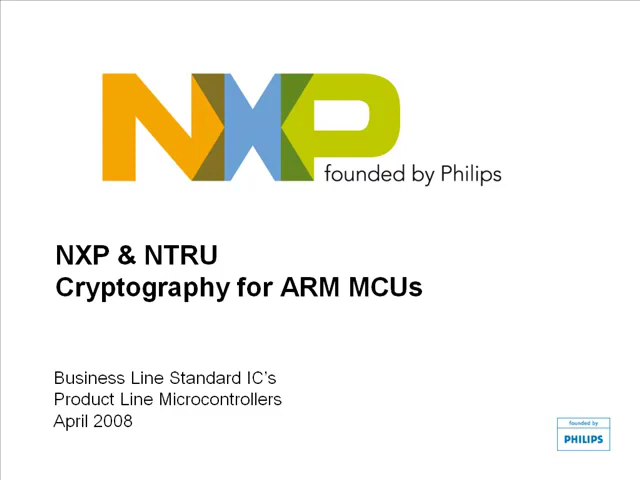 NXP
founded by Philips
NXP & NTRU
Cryptography for ARM MCUs
Business Line Standard IC's
Product Line Microcontrollers
April 2008
founded by
PHILIPS